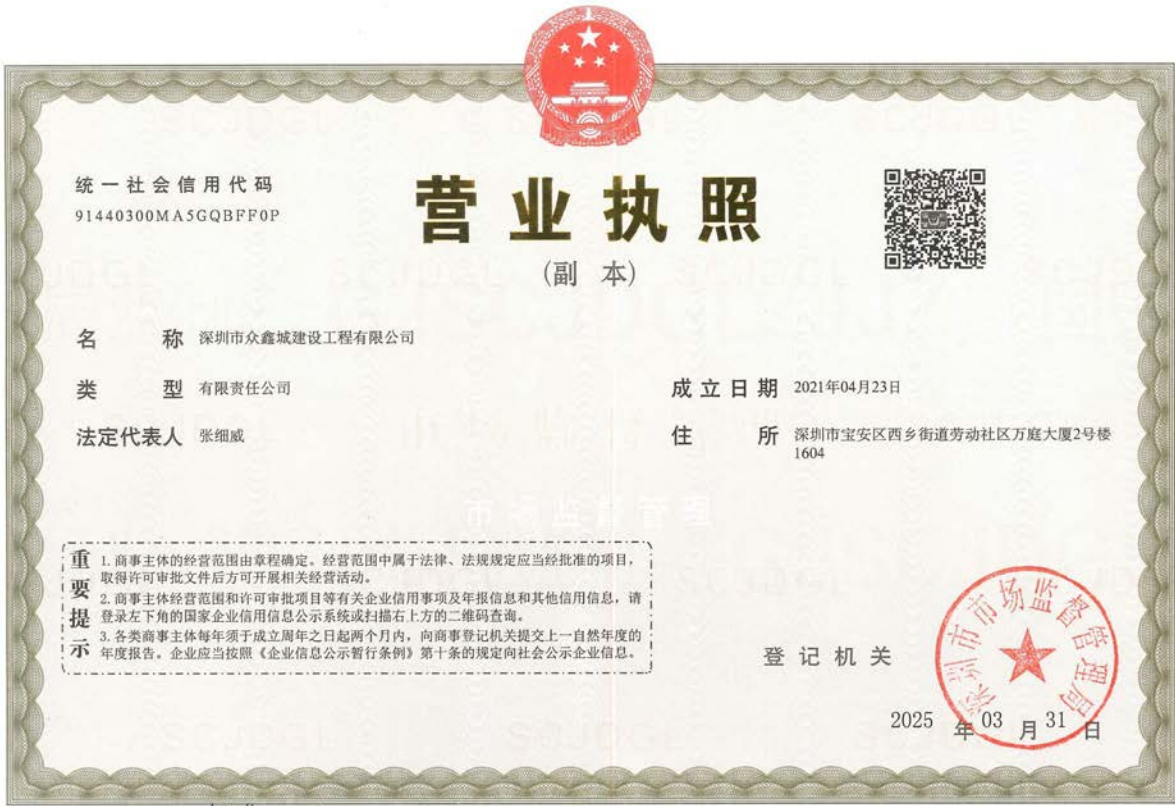 统一社会信用代码
91440300MA5GQBFF0P
营业执照
(副 本)
名 称 深圳市众鑫城建设工程有限公司
类 型 有限责任公司
法定代表人 张细威
成立日期 2021年04月23日
住 所 深圳市宝安区西乡街道劳动社区万庭大厦2号楼
1604
市场监督管理
重要提示
1. 商事主体的经营范围由章程确定。经营范围中属于法律、法规规定应当经批准的项目，
取得许可审批文件后方可开展相关经营活动。
2. 商事主体经营范围和许可审批项目等有关企业信用事项及年报信息和其他信用信息，请
登录左下角的国家企业信用信息公示系统或扫描右上方的二维码查询。
3. 各类商事主体每年须于成立周年之日起两个月内，向商事登记机关提交上一自然年度的
年度报告。企业应当按照《企业信息公示暂行条例》第十条的规定向社会公示企业信息。
登记机关
深圳市市场监督管理局
2025 年 03 月 31 日